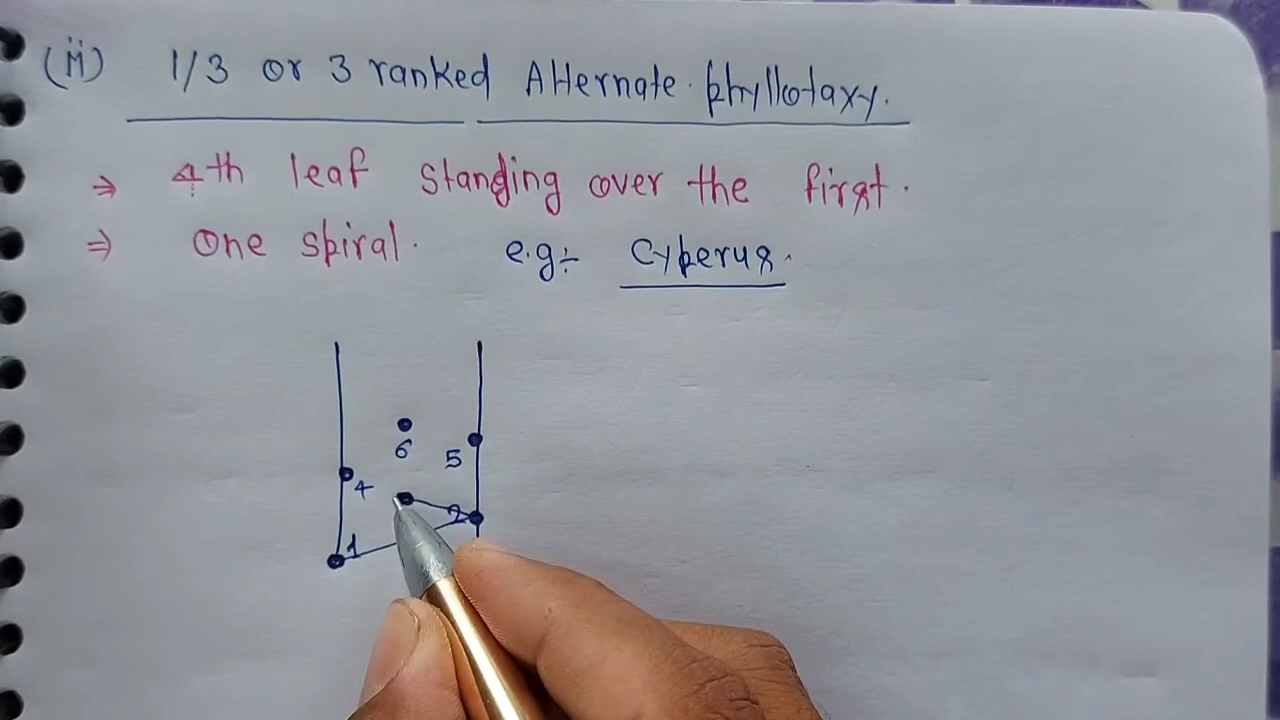 (ii) 1/3 or 3 ranked Alternate phyllotaxy.
⇒ 4th leaf standing over the first.
⇒ One spiral. e.g:- Cyperus.
6 5
4
2
1